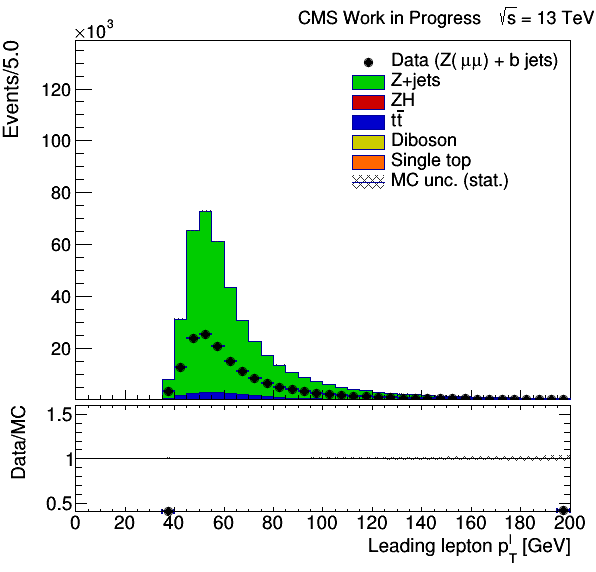 CMS Work in Progress √s = 13 TeV
×10³
Events/5.0
120
100
80
60
40
20
Data (Z(μμ) + b jets)
Z+jets
ZH
tt̅
Diboson
Single top
MC unc. (stat.)
Data/MC
1.5
1
0.5
0 20 40 60 80 100 120 140 160 180 200
Leading lepton p_T^l [GeV]